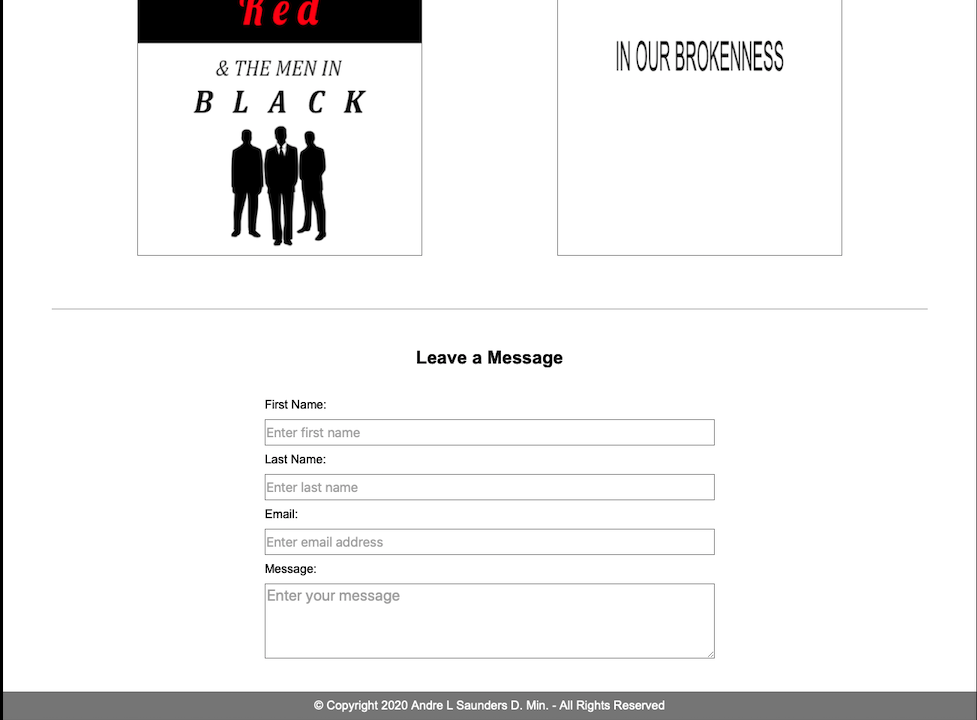 Red
& THE MEN IN
BLACK
IN OUR BROKENNESS
Leave a Message
First Name:
Enter first name
Last Name:
Enter last name
Email:
Enter email address
Message:
Enter your message
© Copyright 2020 Andre L Saunders D. Min. - All Rights Reserved